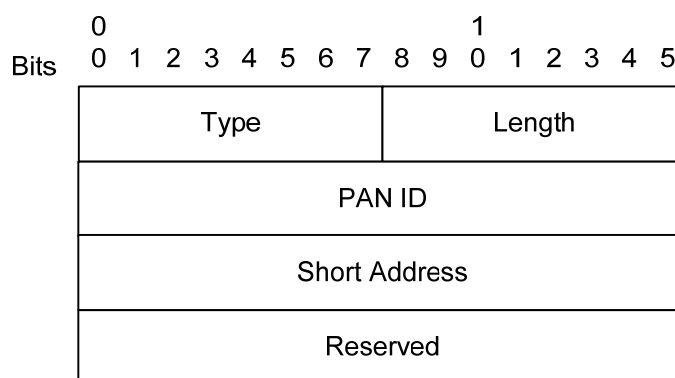 0 1
Bits 0 1 2 3 4 5 6 7 8 9 0 1 2 3 4 5
Type Length
PAN ID
Short Address
Reserved